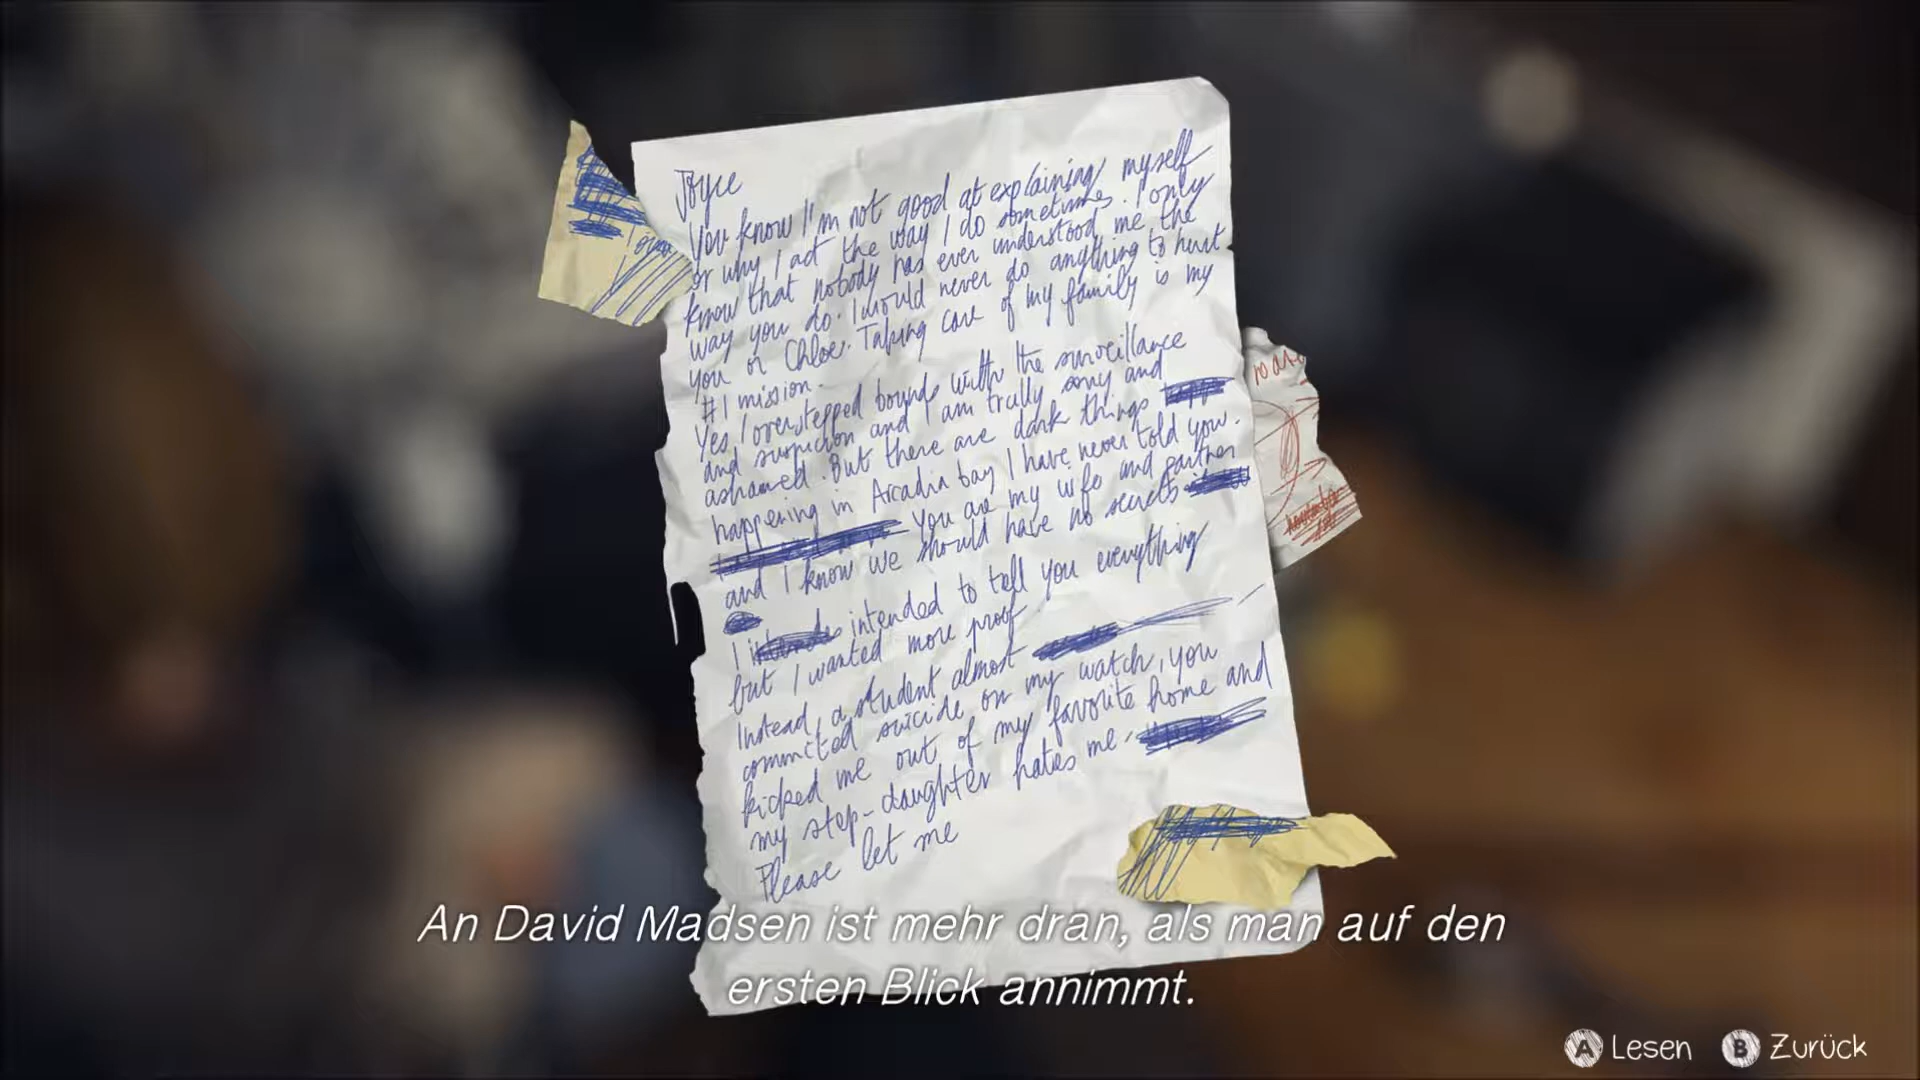 Joyce
You know I'm not good at explaining myself
or why I act the way I do sometimes. I only
know that nobody has ever understood me the
way you do. I would never do anything to hurt
you or Chloe. Taking care of my family is my
#1 mission.
Yes I overstepped bounds with the surveillance
and suspicion and I am trully sorry and
ashamed. But there are dark things
happening in Arcadia bay I have never told you.
You are my wife and partner
and I know we should have no secrets
I intended to tell you everything
but I wanted more proof.
Instead, a student almost
commited suicide on my watch, you
kicked me out of my favorite home and
my step-daughter hates me.
Please let me
An David Madsen ist mehr dran, als man auf den
ersten Blick annimmt.
A Lesen B Zurück